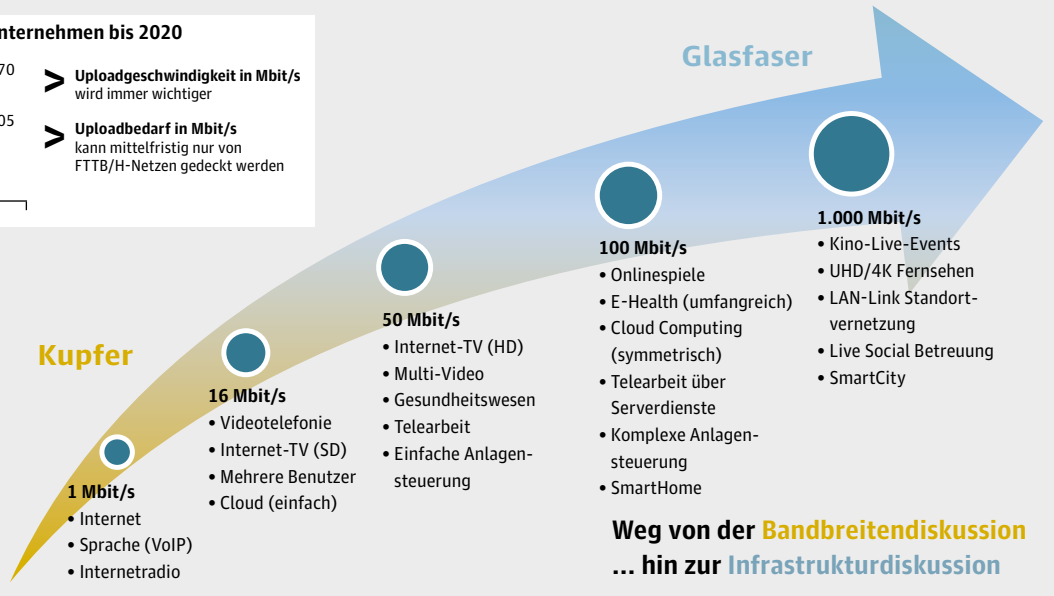 nternehmen bis 2020
70
> Uploadgeschwindigkeit in Mbit/s
wird immer wichtiger
05
> Uploadbedarf in Mbit/s
kann mittelfristig nur von
FTTB/H-Netzen gedeckt werden
Glasfaser
Kupfer
1 Mbit/s
• Internet
• Sprache (VoIP)
• Internetradio
16 Mbit/s
• Videotelefonie
• Internet-TV (SD)
• Mehrere Benutzer
• Cloud (einfach)
50 Mbit/s
• Internet-TV (HD)
• Multi-Video
• Gesundheitswesen
• Telearbeit
• Einfache Anlagen-
steuerung
100 Mbit/s
• Onlinespiele
• E-Health (umfangreich)
• Cloud Computing
(symmetrisch)
• Telearbeit über
Serverdienste
• Komplexe Anlagen-
steuerung
• SmartHome
1.000 Mbit/s
• Kino-Live-Events
• UHD/4K Fernsehen
• LAN-Link Standort-
vernetzung
• Live Social Betreuung
• SmartCity
Weg von der Bandbreitendiskussion
... hin zur Infrastrukturdiskussion